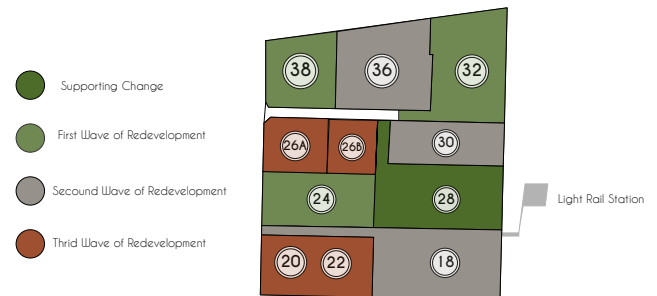 38
36
32
Supporting Change
First Wave of Redevelopment
26A
26B
30
Secound Wave of Redevelopment
24
28
Light Rail Station
Thrid Wave of Redevelopment
20
22
18